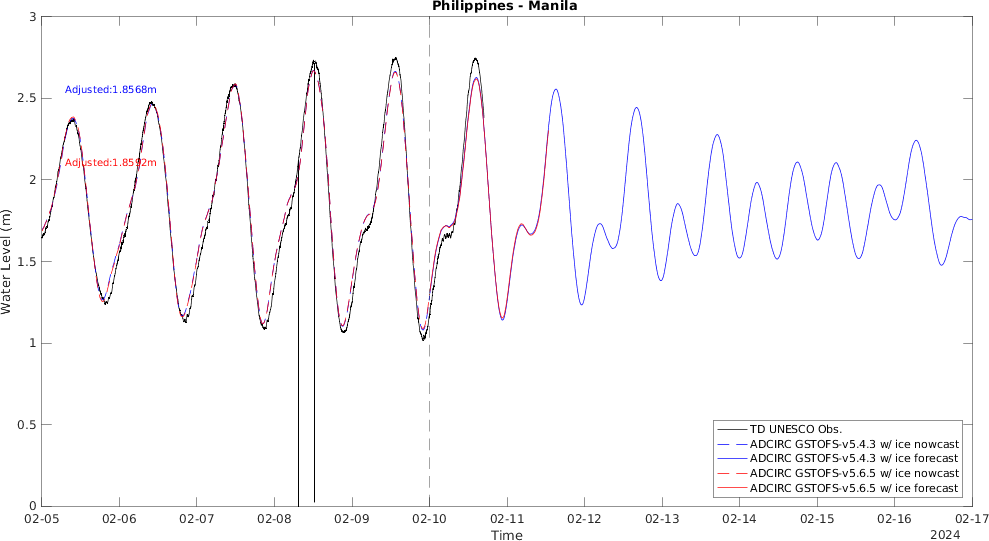 Philippines - Manila
3
2.5
2
1.5
1
0.5
0
Water Level (m)
Adjusted:1.8568m
Adjusted:1.8592m
TD UNESCO Obs.
ADCIRC GSTOFS-v5.4.3 w/ ice nowcast
ADCIRC GSTOFS-v5.4.3 w/ ice forecast
ADCIRC GSTOFS-v5.6.5 w/ ice nowcast
ADCIRC GSTOFS-v5.6.5 w/ ice forecast
02-05 02-06 02-07 02-08 02-09 02-10 02-11 02-12 02-13 02-14 02-15 02-16 02-17
Time
2024